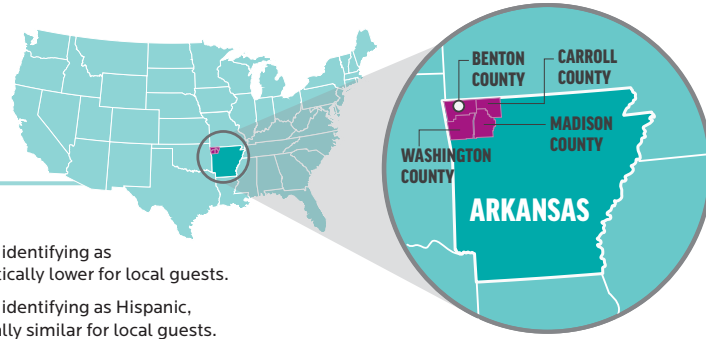 BENTON
COUNTY
CARROLL
COUNTY
MADISON
COUNTY
WASHINGTON
COUNTY
ARKANSAS
identifying as
tically lower for local guests.
identifying as Hispanic,
ally similar for local guests.